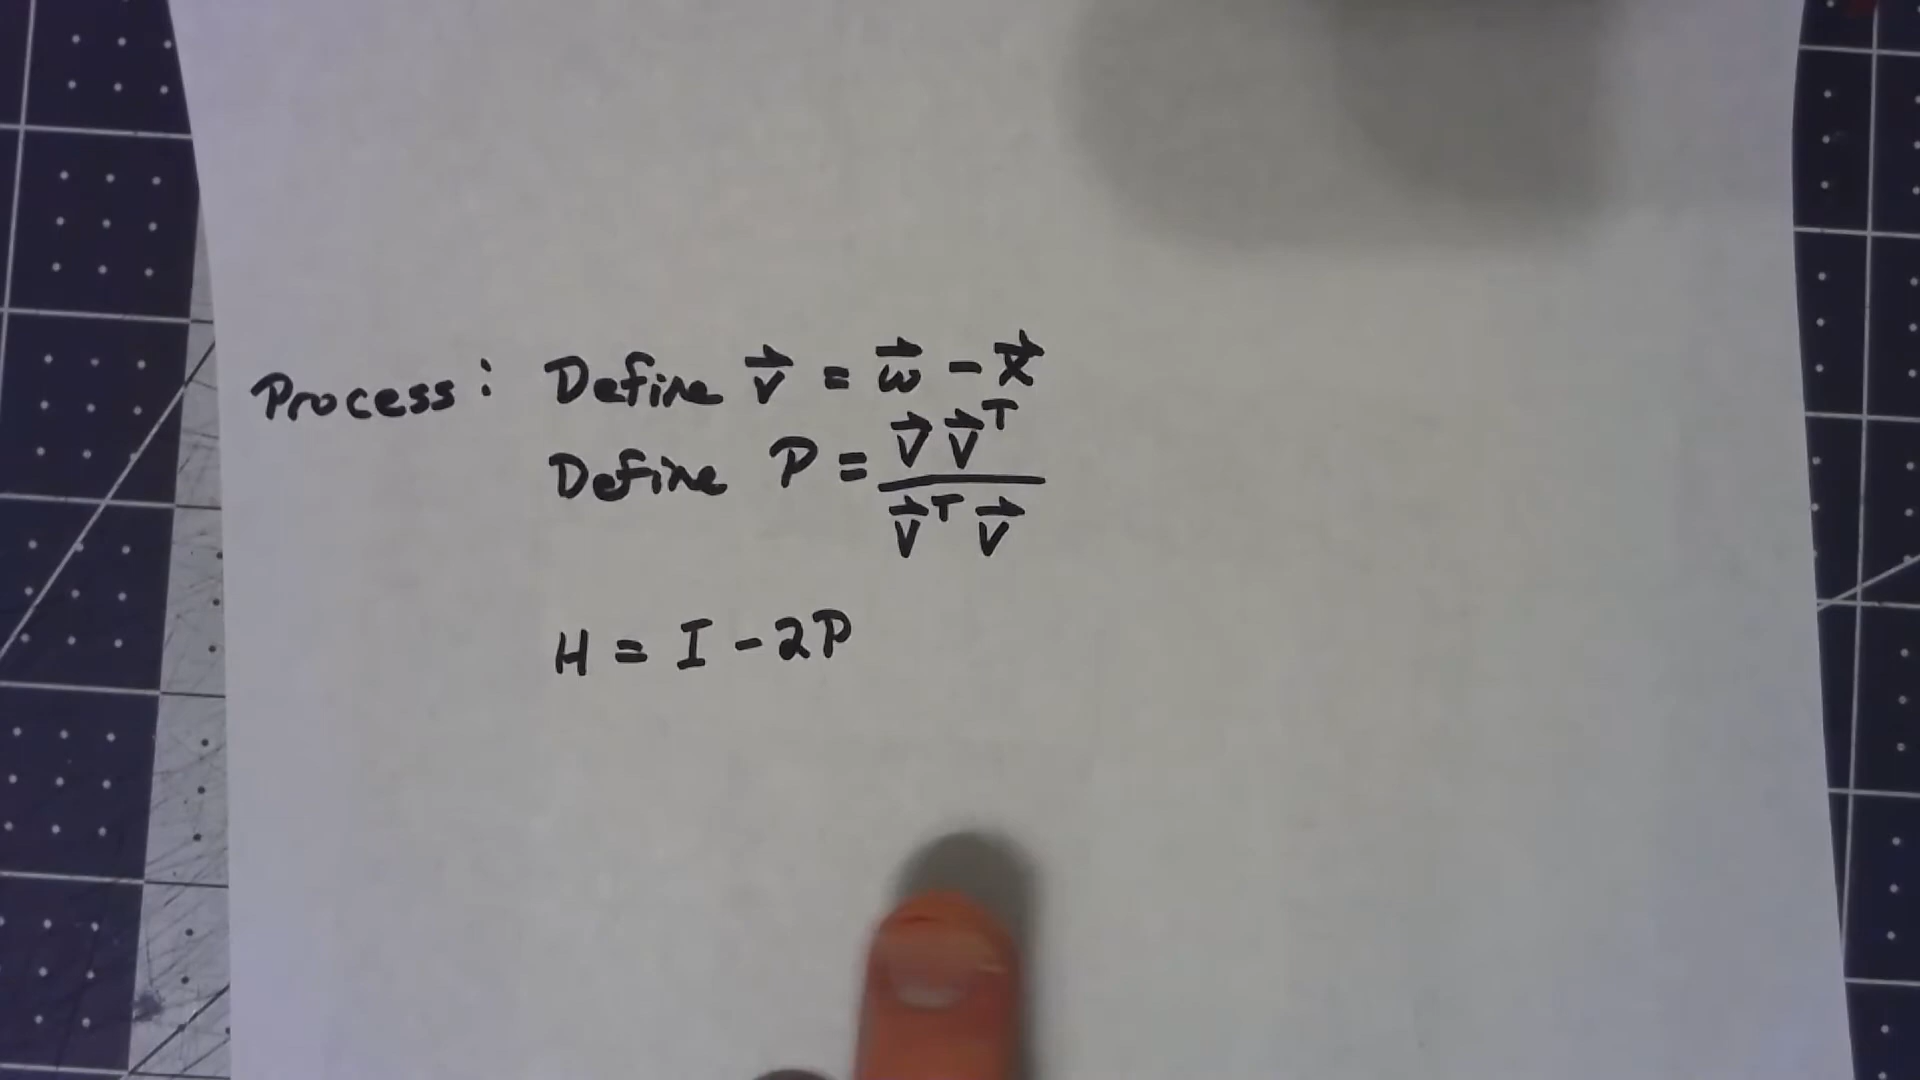 Process: Define v⃗ = ω⃗ - x⃗
Define P = v⃗ v⃗ᵀ / v⃗ᵀ v⃗
H = I - 2P